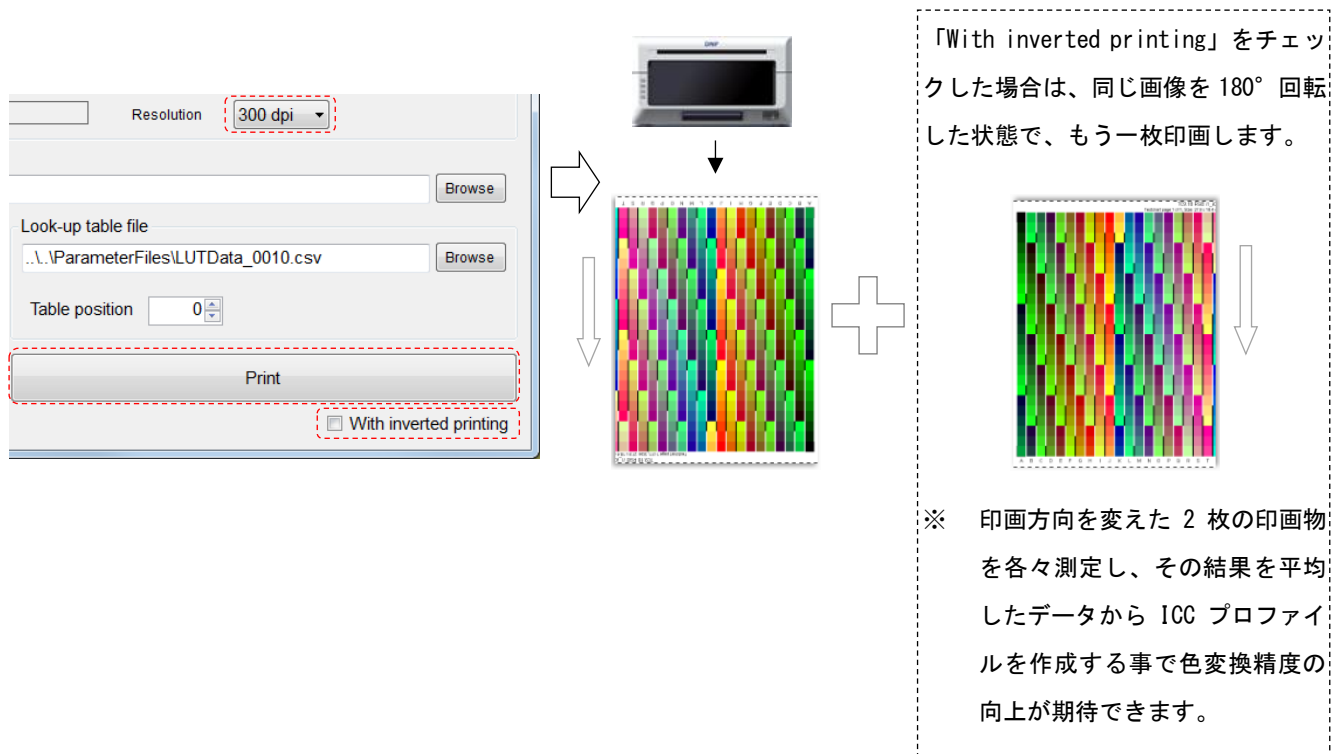 Resolution
300 dpi
Browse
Look-up table file
..\..\ParameterFiles\LUTData_0010.csv
Browse
Table position
0
Print
With inverted printing
DNP
「With inverted printing」をチェッ
クした場合は、同じ画像を 180°回転
した状態で、もう一枚印画します。
A B C D E F G H I J K L M N O P Q R S T
※ 印画方向を変えた 2 枚の印画物
を各々測定し、その結果を平均
したデータから ICC プロファイ
ルを作成する事で色変換精度の
向上が期待できます。